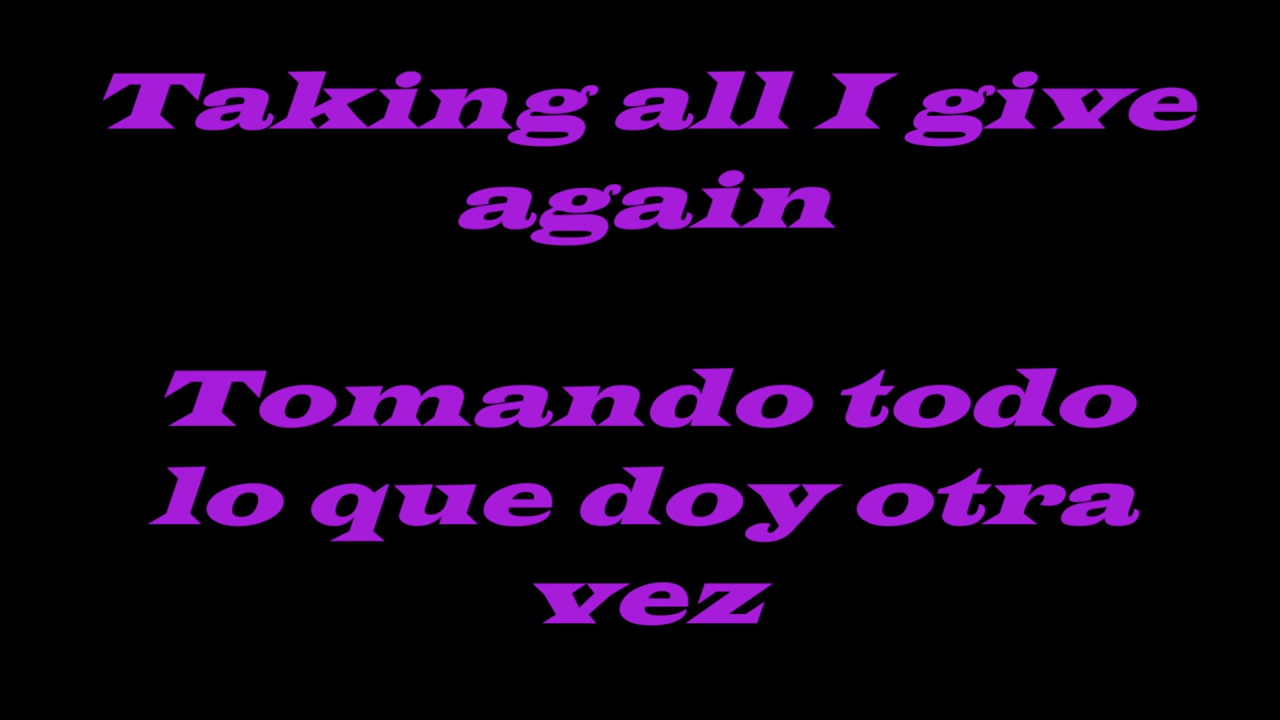 Taking all I give
again
Tomando todo
lo que doy otra
vez